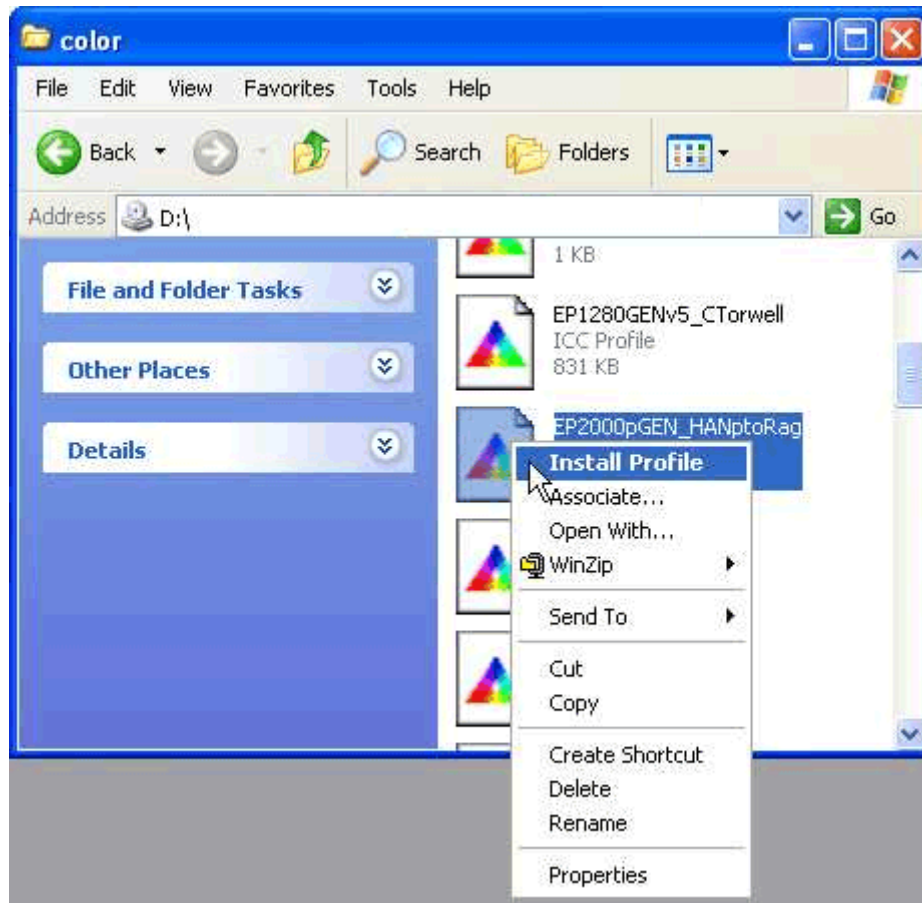 color
File Edit View Favorites Tools Help
Back Search Folders
Address D:\ Go
File and Folder Tasks
Other Places
Details
1 KB
EP1280GENv5_CTorwell
ICC Profile
831 KB
EP2000pGEN_HANptoRag
Install Profile
Associate...
Open With...
WinZip
Send To
Cut
Copy
Create Shortcut
Delete
Rename
Properties